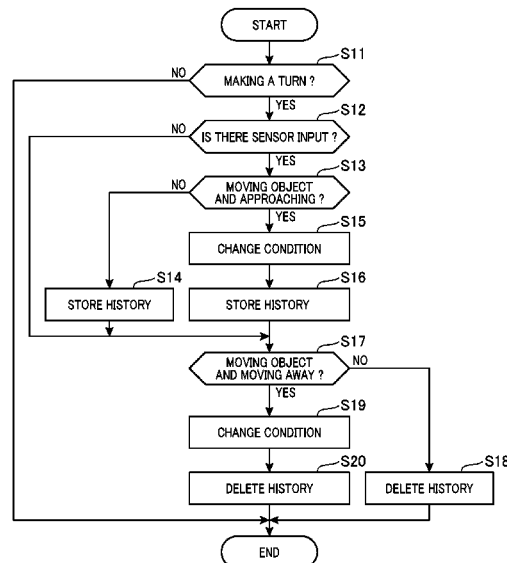 START
S11
NO
MAKING A TURN ?
YES
S12
NO
IS THERE SENSOR INPUT ?
YES
S13
NO
MOVING OBJECT
AND APPROACHING ?
YES
S15
CHANGE CONDITION
S14
STORE HISTORY
S16
STORE HISTORY
S17
MOVING OBJECT
AND MOVING AWAY ?
NO
YES
S19
CHANGE CONDITION
S20
DELETE HISTORY
S18
DELETE HISTORY
END